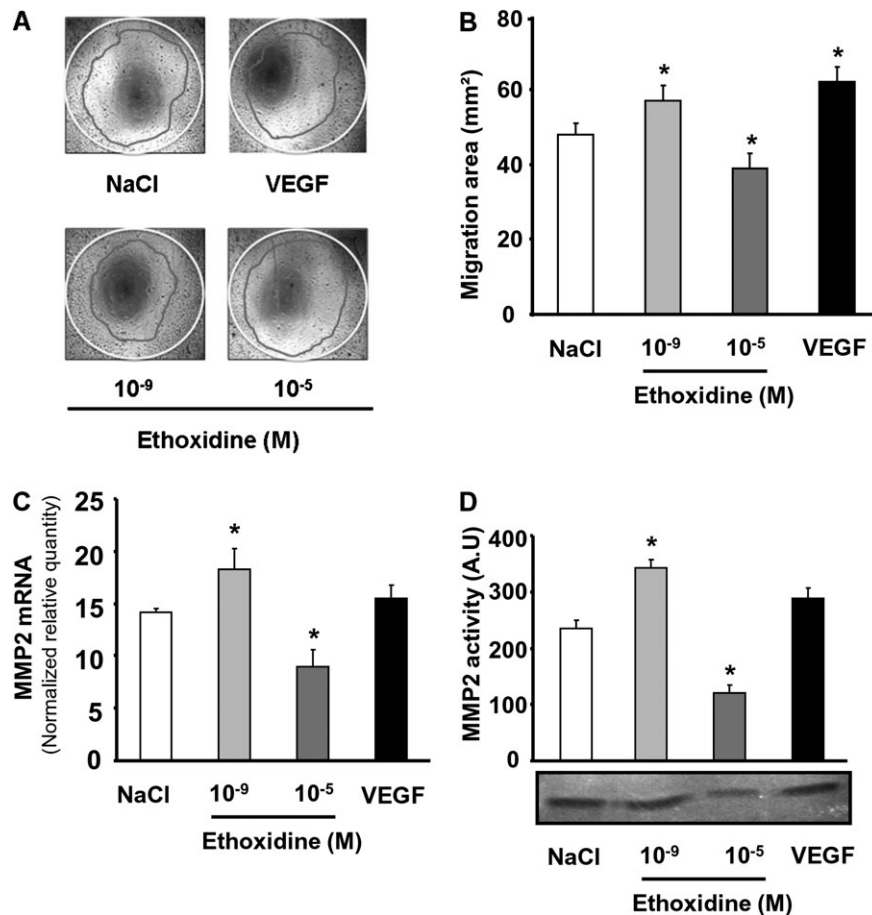 A
NaCl VEGF
10⁻⁹ 10⁻⁵
Ethoxidine (M)
B
Migration area (mm²)
80
60
40
20
0
* * *
NaCl 10⁻⁹ 10⁻⁵ VEGF
Ethoxidine (M)
C
MMP2 mRNA
(Normalized relative quantity)
25
20
15
10
5
0
* *
NaCl 10⁻⁹ 10⁻⁵ VEGF
Ethoxidine (M)
D
MMP2 activity (A.U)
400
300
200
100
0
* *
NaCl 10⁻⁹ 10⁻⁵ VEGF
Ethoxidine (M)